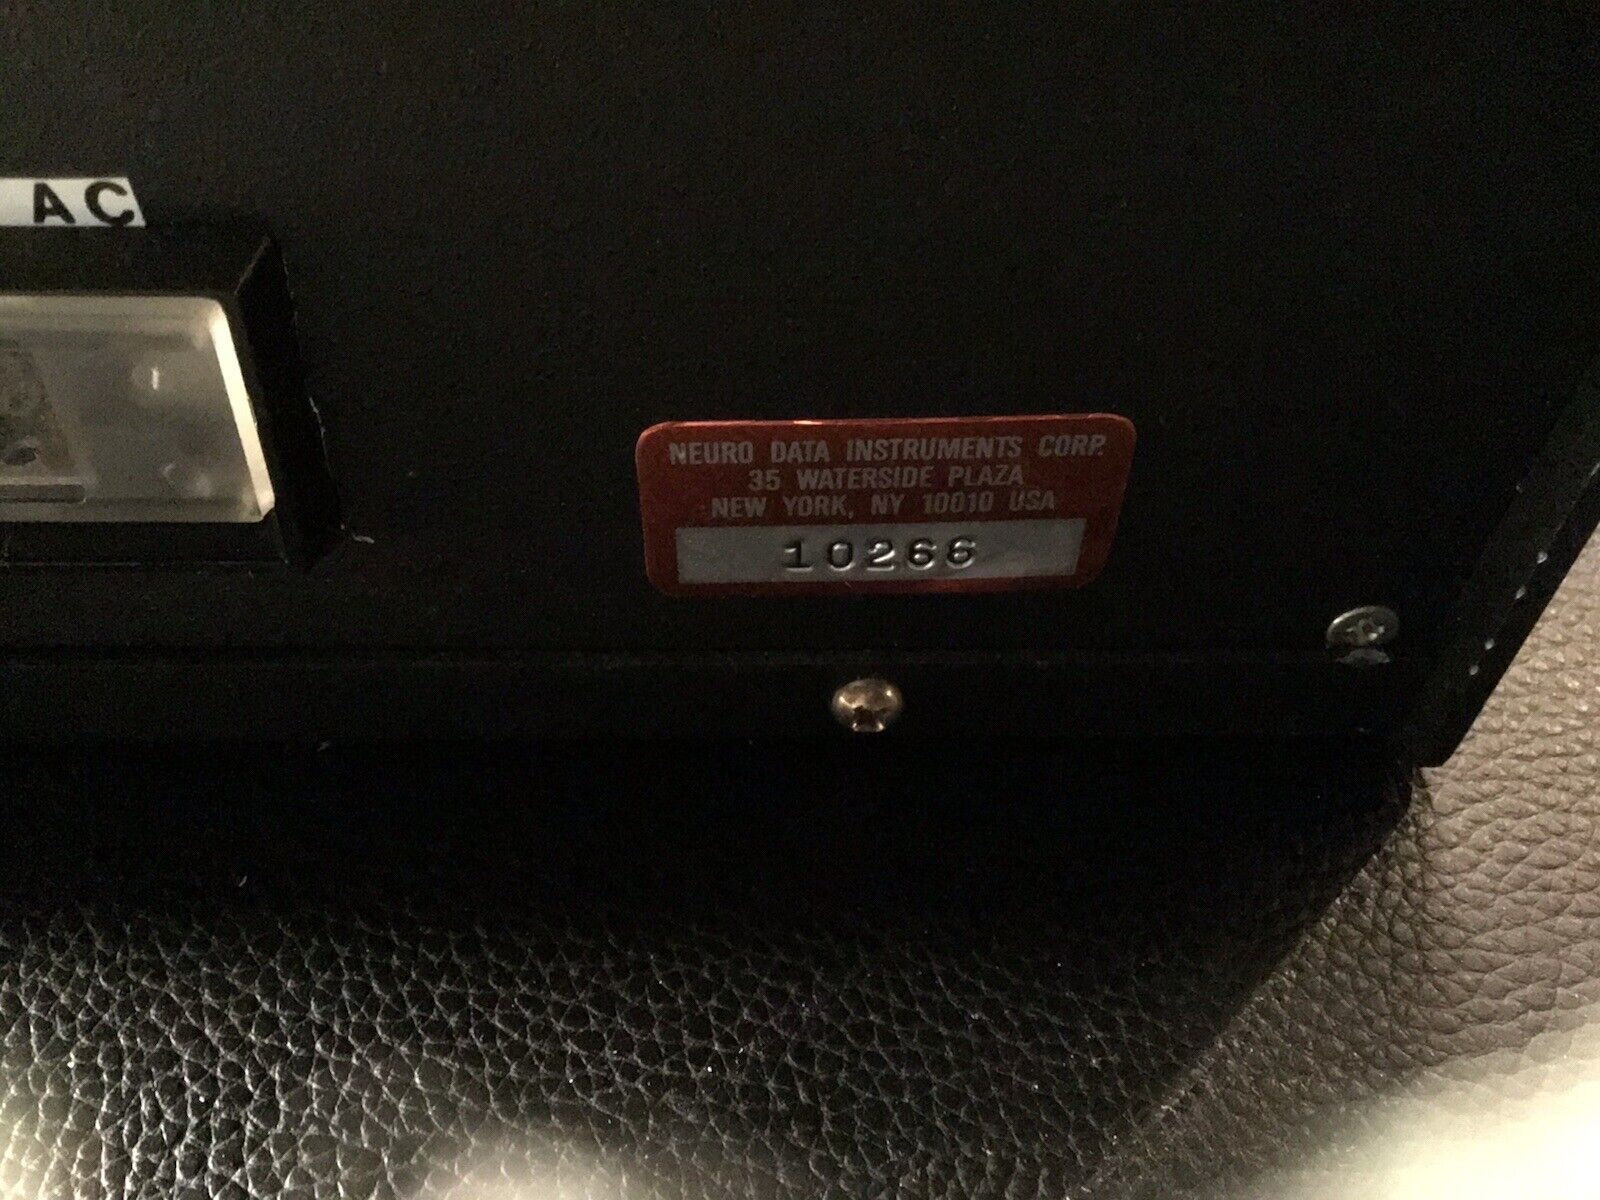 AC
NEURO DATA INSTRUMENTS CORP.
35 WATERSIDE PLAZA
NEW YORK, NY 10010 USA
10266